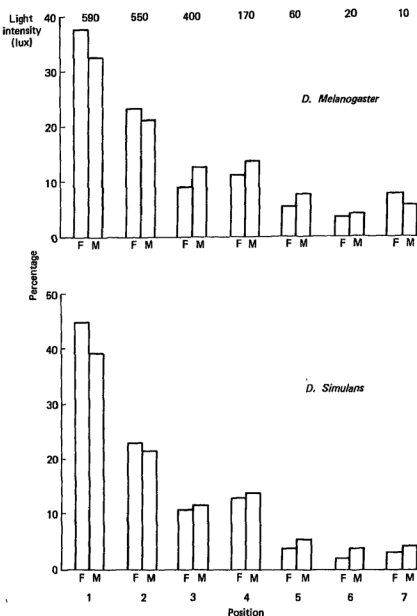 Light intensity (lux) 590 550 400 170 60 20 10
40
30
20
10
0
D. Melanogaster
F M F M F M F M F M F M F M
Percentage
50
40
30
20
10
0
D. Simulans
F M F M F M F M F M F M F M
1 2 3 4 5 6 7
Position